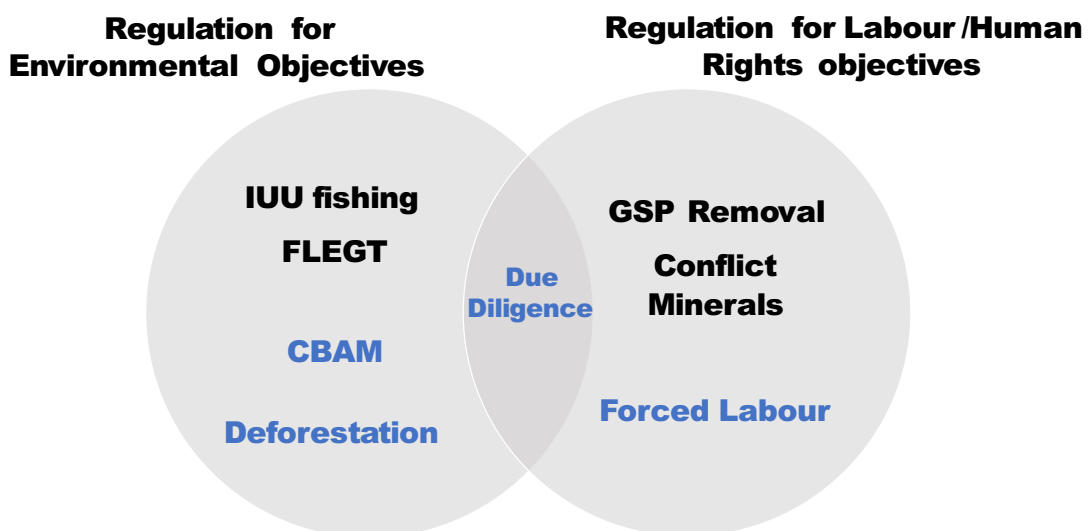 Regulation for
Environmental Objectives
Regulation for Labour /Human
Rights objectives
IUU fishing
FLEGT
CBAM
Deforestation
Due
Diligence
GSP Removal
Conflict
Minerals
Forced Labour